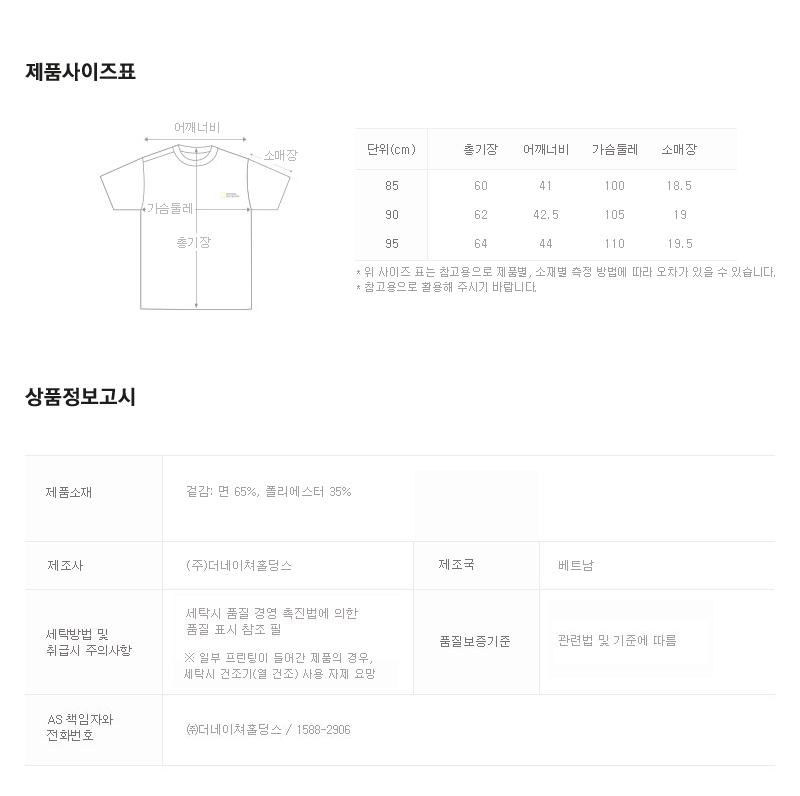 제품사이즈표
어깨너비
소매장
가슴둘레
총기장
단위(cm) 총기장 어깨너비 가슴둘레 소매장
85 60 41 100 18.5
90 62 42.5 105 19
95 64 44 110 19.5
* 위 사이즈 표는 참고용으로 제품별, 소재별 측정 방법에 따라 오차가 있을 수 있습니다.
* 참고용으로 활용해 주시기 바랍니다.
상품정보고시
제품소재 겉감: 면 65%, 폴리에스터 35%
제조사 (주)더네이쳐홀딩스 제조국 베트남
세탁방법 및
취급시 주의사항
세탁시 품질 경영 촉진법에 의한
품질 표시 참조 필
※ 일부 프린팅이 들어간 제품의 경우,
세탁시 건조기(열 건조) 사용 자제 요망
품질보증기준 관련법 및 기준에 따름
AS 책임자와
전화번호
㈜더네이쳐홀딩스 / 1588-2906